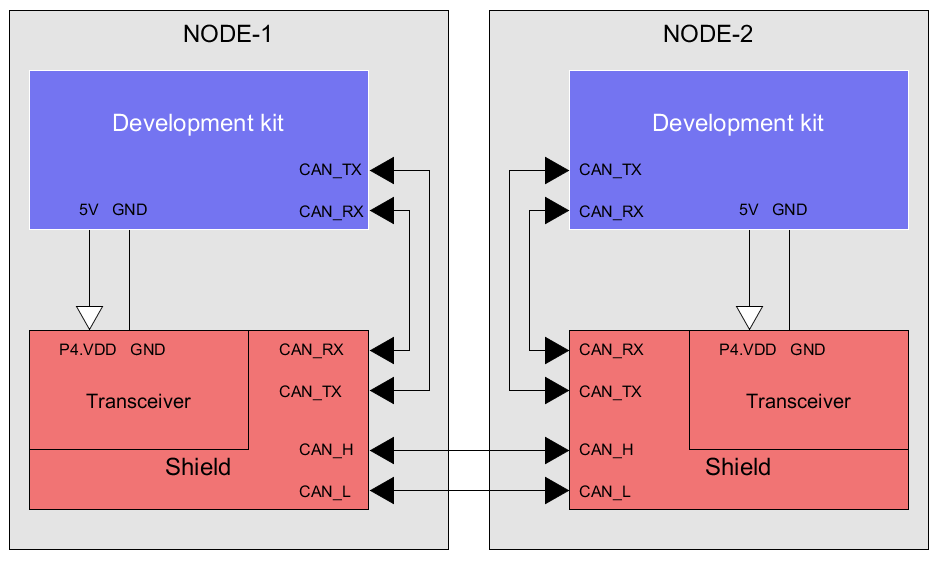 NODE-1
Development kit
CAN_TX
CAN_RX
5V GND
P4.VDD GND
CAN_RX
Transceiver
CAN_TX
CAN_H
Shield
CAN_L
NODE-2
Development kit
CAN_TX
CAN_RX
5V GND
CAN_RX
P4.VDD GND
CAN_TX
Transceiver
CAN_H
Shield
CAN_L